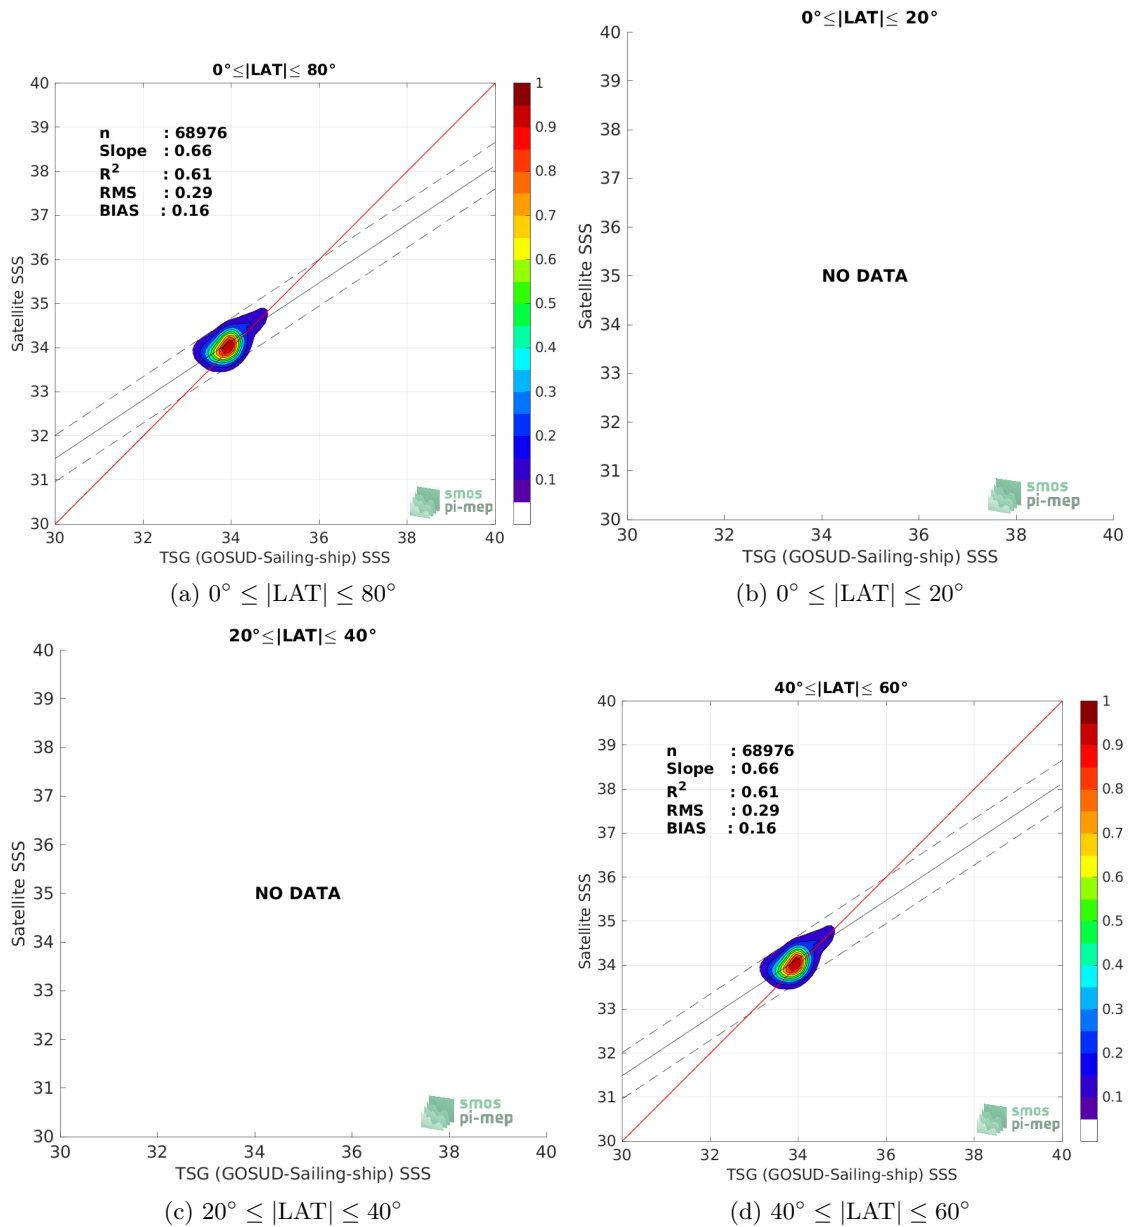 0°≤|LAT|≤ 80°
40
39
38
37
36
35
34
33
32
31
30
Satellite SSS
n : 68976
Slope : 0.66
R² : 0.61
RMS : 0.29
BIAS : 0.16
smos
pi-mep
30 32 34 36 38 40
TSG (GOSUD-Sailing-ship) SSS
1
0.9
0.8
0.7
0.6
0.5
0.4
0.3
0.2
0.1
(a) 0° ≤ |LAT| ≤ 80°
0°≤|LAT|≤ 20°
40
39
38
37
36
35
34
33
32
31
30
Satellite SSS
NO DATA
smos
pi-mep
30 32 34 36 38 40
TSG (GOSUD-Sailing-ship) SSS
(b) 0° ≤ |LAT| ≤ 20°
20°≤|LAT|≤ 40°
40
39
38
37
36
35
34
33
32
31
30
Satellite SSS
NO DATA
smos
pi-mep
30 32 34 36 38 40
TSG (GOSUD-Sailing-ship) SSS
(c) 20° ≤ |LAT| ≤ 40°
40°≤|LAT|≤ 60°
40
39
38
37
36
35
34
33
32
31
30
Satellite SSS
n : 68976
Slope : 0.66
R² : 0.61
RMS : 0.29
BIAS : 0.16
smos
pi-mep
30 32 34 36 38 40
TSG (GOSUD-Sailing-ship) SSS
1
0.9
0.8
0.7
0.6
0.5
0.4
0.3
0.2
0.1
(d) 40° ≤ |LAT| ≤ 60°